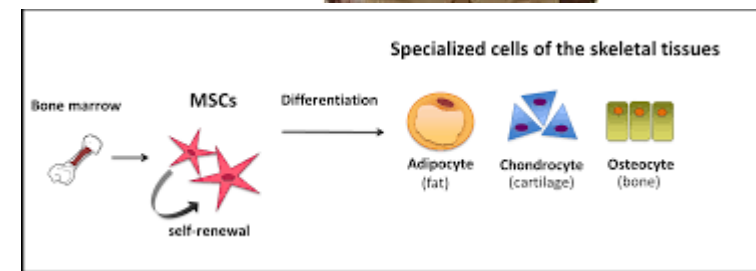 Specialized cells of the skeletal tissues
Bone marrow
MSCs
Differentiation
self-renewal
Adipocyte
(fat)
Chondrocyte
(cartilage)
Osteocyte
(bone)